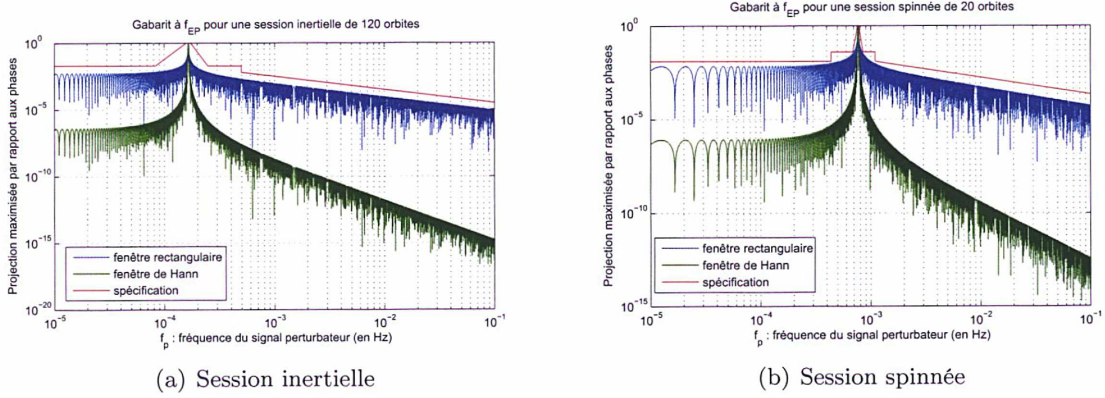 Gabarit à f_EP pour une session inertielle de 120 orbites
Projection maximisée par rapport aux phases
10^0
10^-5
10^-10
10^-15
10^-20
fenêtre rectangulaire
fenêtre de Hann
spécification
10^-5 10^-4 10^-3 10^-2 10^-1
f_p : fréquence du signal perturbateur (en Hz)
(a) Session inertielle
Gabarit à f_EP pour une session spinnée de 20 orbites
Projection maximisée par rapport aux phases
10^0
10^-5
10^-10
10^-15
fenêtre rectangulaire
fenêtre de Hann
spécification
10^-5 10^-4 10^-3 10^-2 10^-1
f_p : fréquence du signal perturbateur (en Hz)
(b) Session spinnée